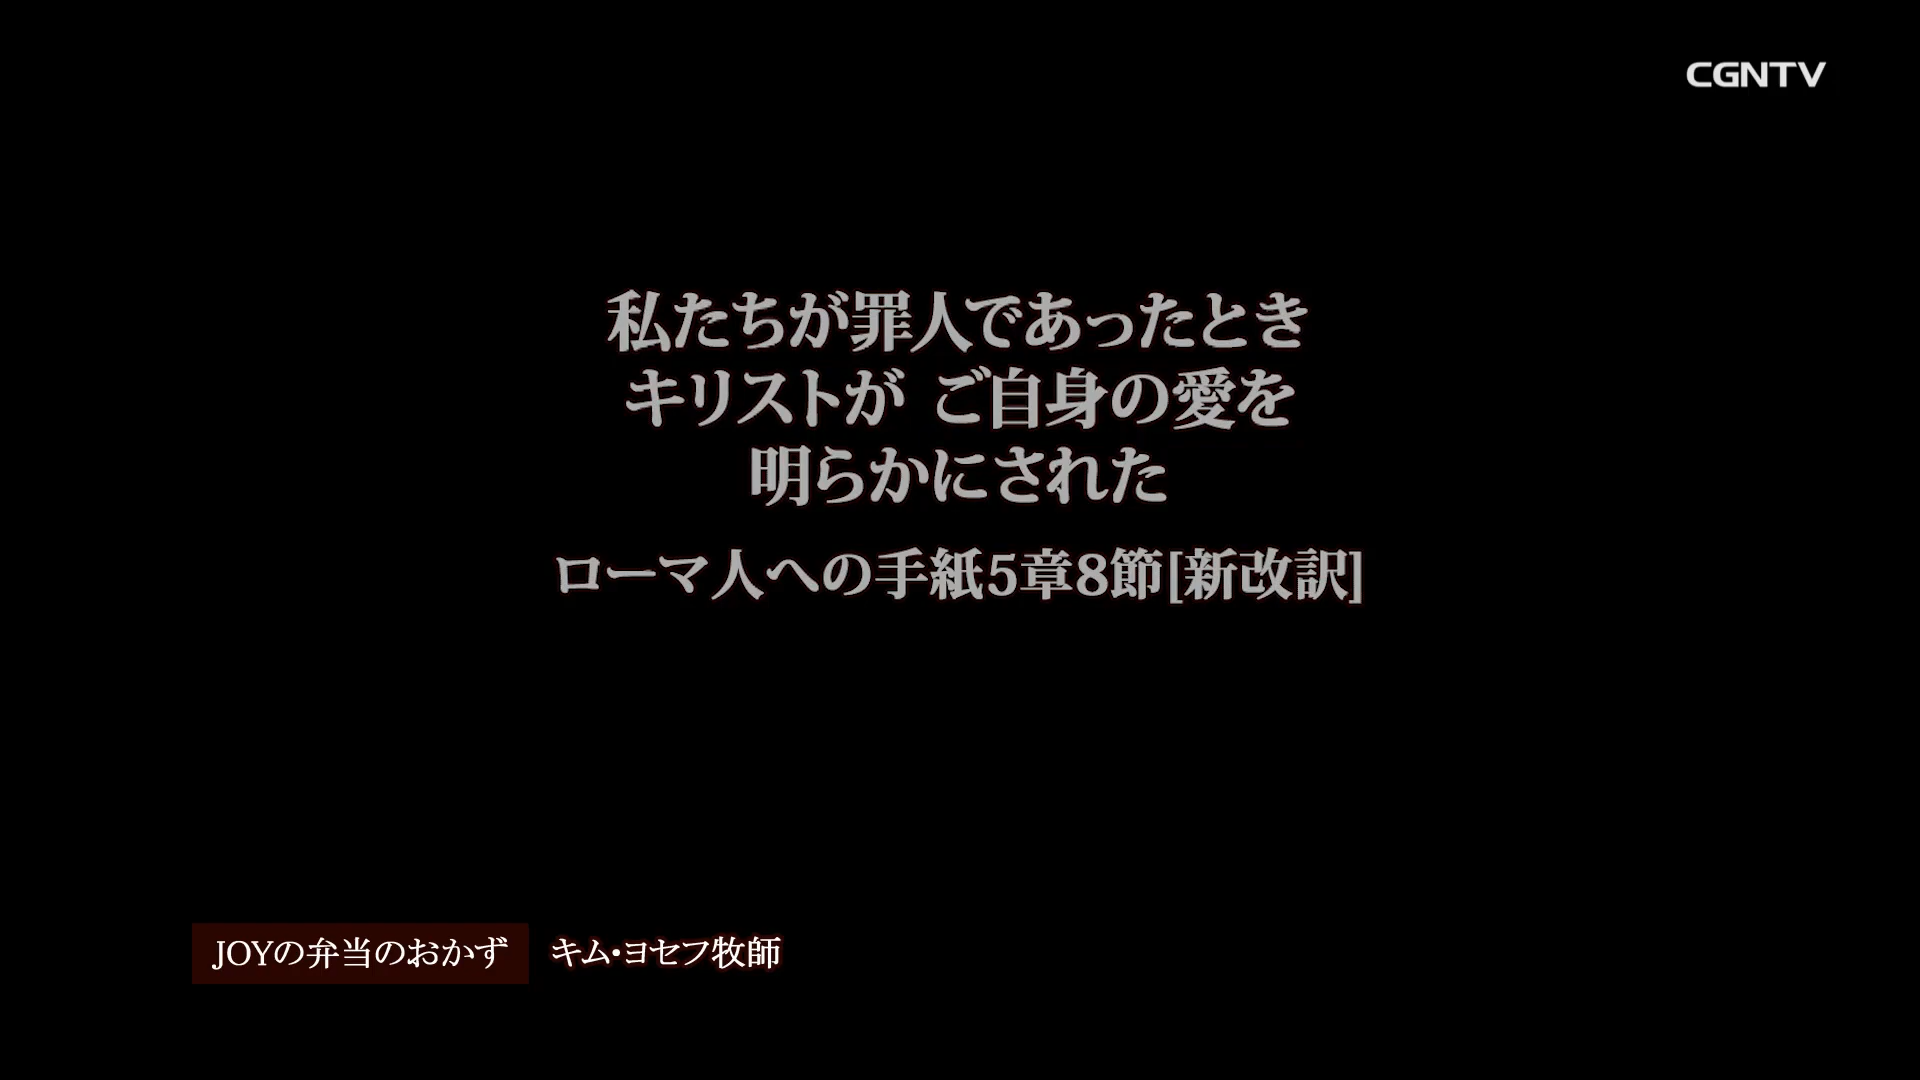 CGNTV
私たちが罪人であったとき
キリストが ご自身の愛を
明らかにされた
ローマ人への手紙5章8節[新改訳]
JOYの弁当のおかず キム・ヨセフ牧師